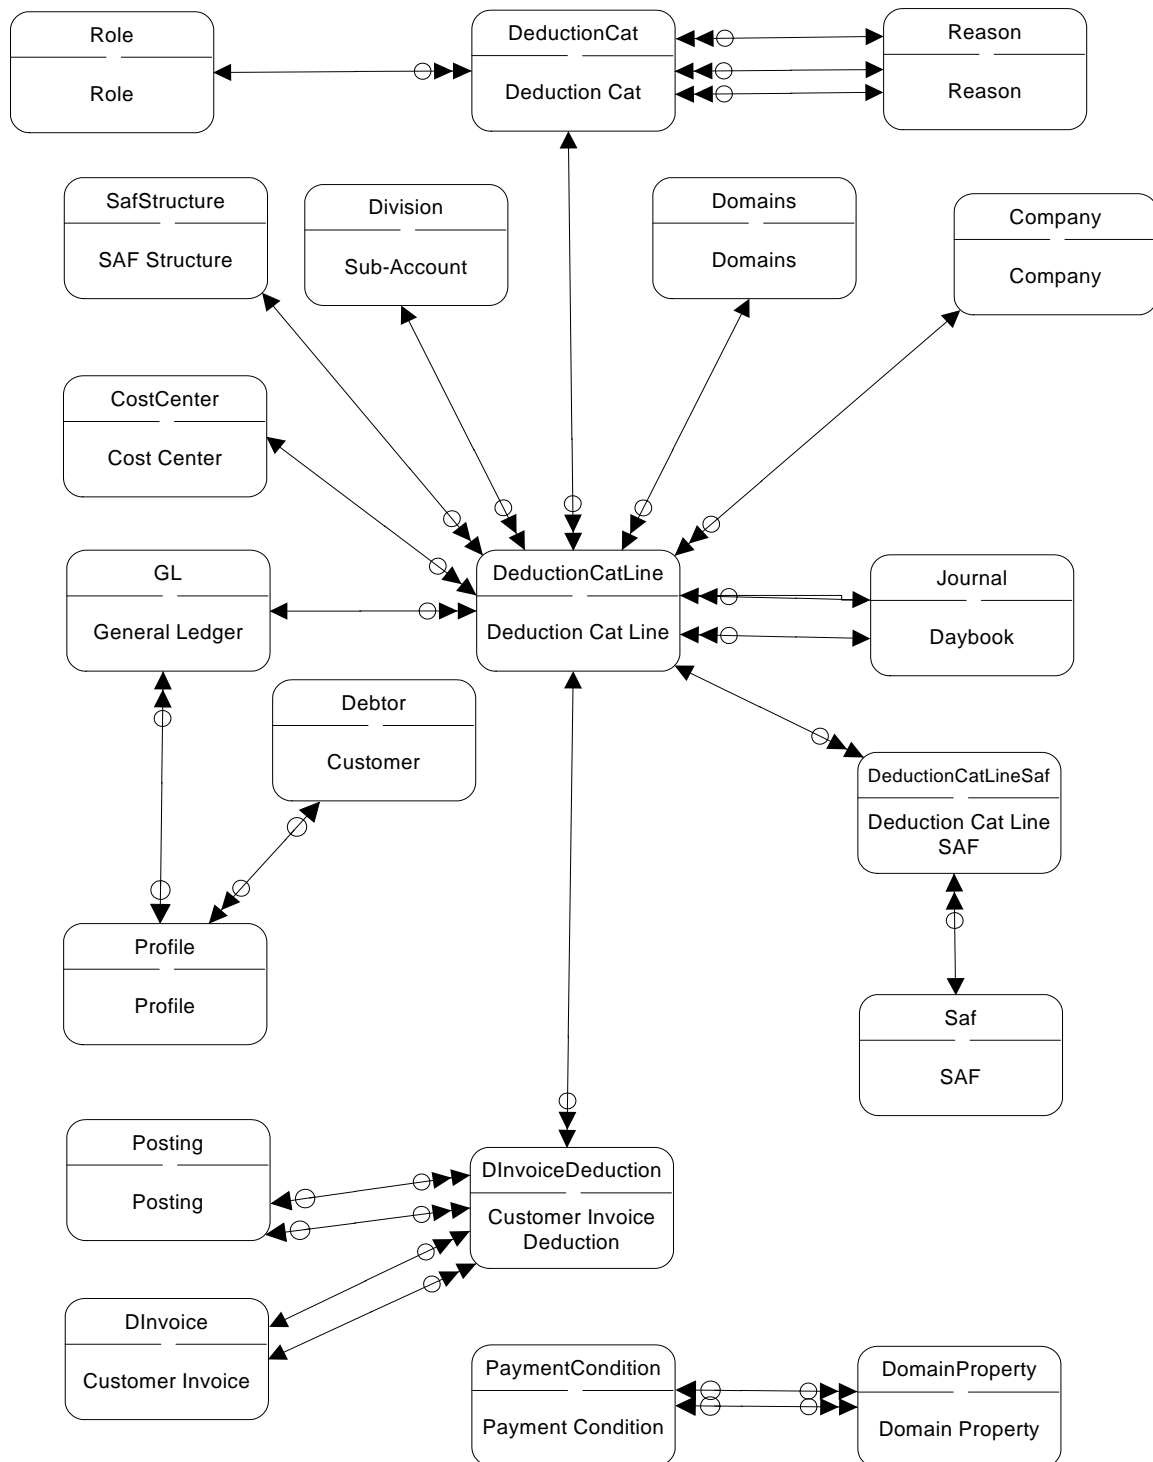 Role
Role
DeductionCat
Deduction Cat
Reason
Reason
SafStructure
SAF Structure
Division
Sub-Account
Domains
Domains
Company
Company
CostCenter
Cost Center
GL
General Ledger
DeductionCatLine
Deduction Cat Line
Journal
Daybook
Debtor
Customer
DeductionCatLineSaf
Deduction Cat Line
SAF
Profile
Profile
Saf
SAF
Posting
Posting
DInvoiceDeduction
Customer Invoice
Deduction
DInvoice
Customer Invoice
PaymentCondition
Payment Condition
DomainProperty
Domain Property